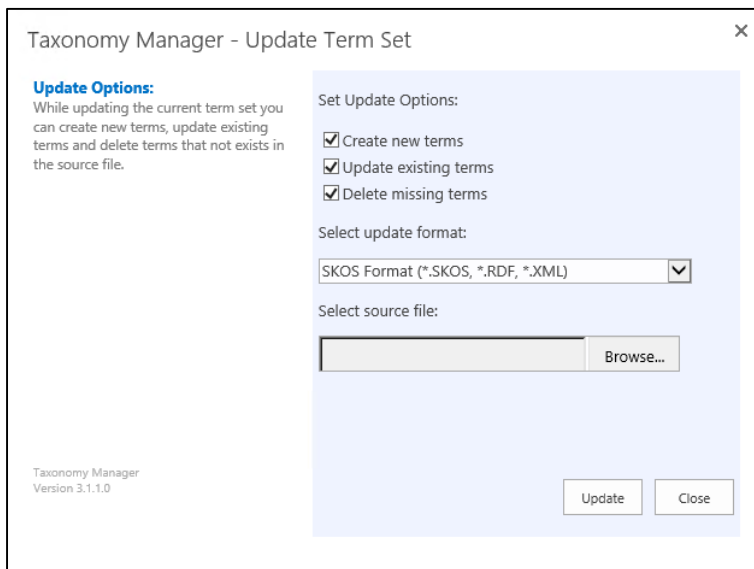 Taxonomy Manager - Update Term Set
Update Options:
While updating the current term set you
can create new terms, update existing
terms and delete terms that not exists in
the source file.
Set Update Options:
Create new terms
Update existing terms
Delete missing terms
Select update format:
SKOS Format (*.SKOS, *.RDF, *.XML)
Select source file:
Browse...
Taxonomy Manager
Version 3.1.1.0
Update
Close